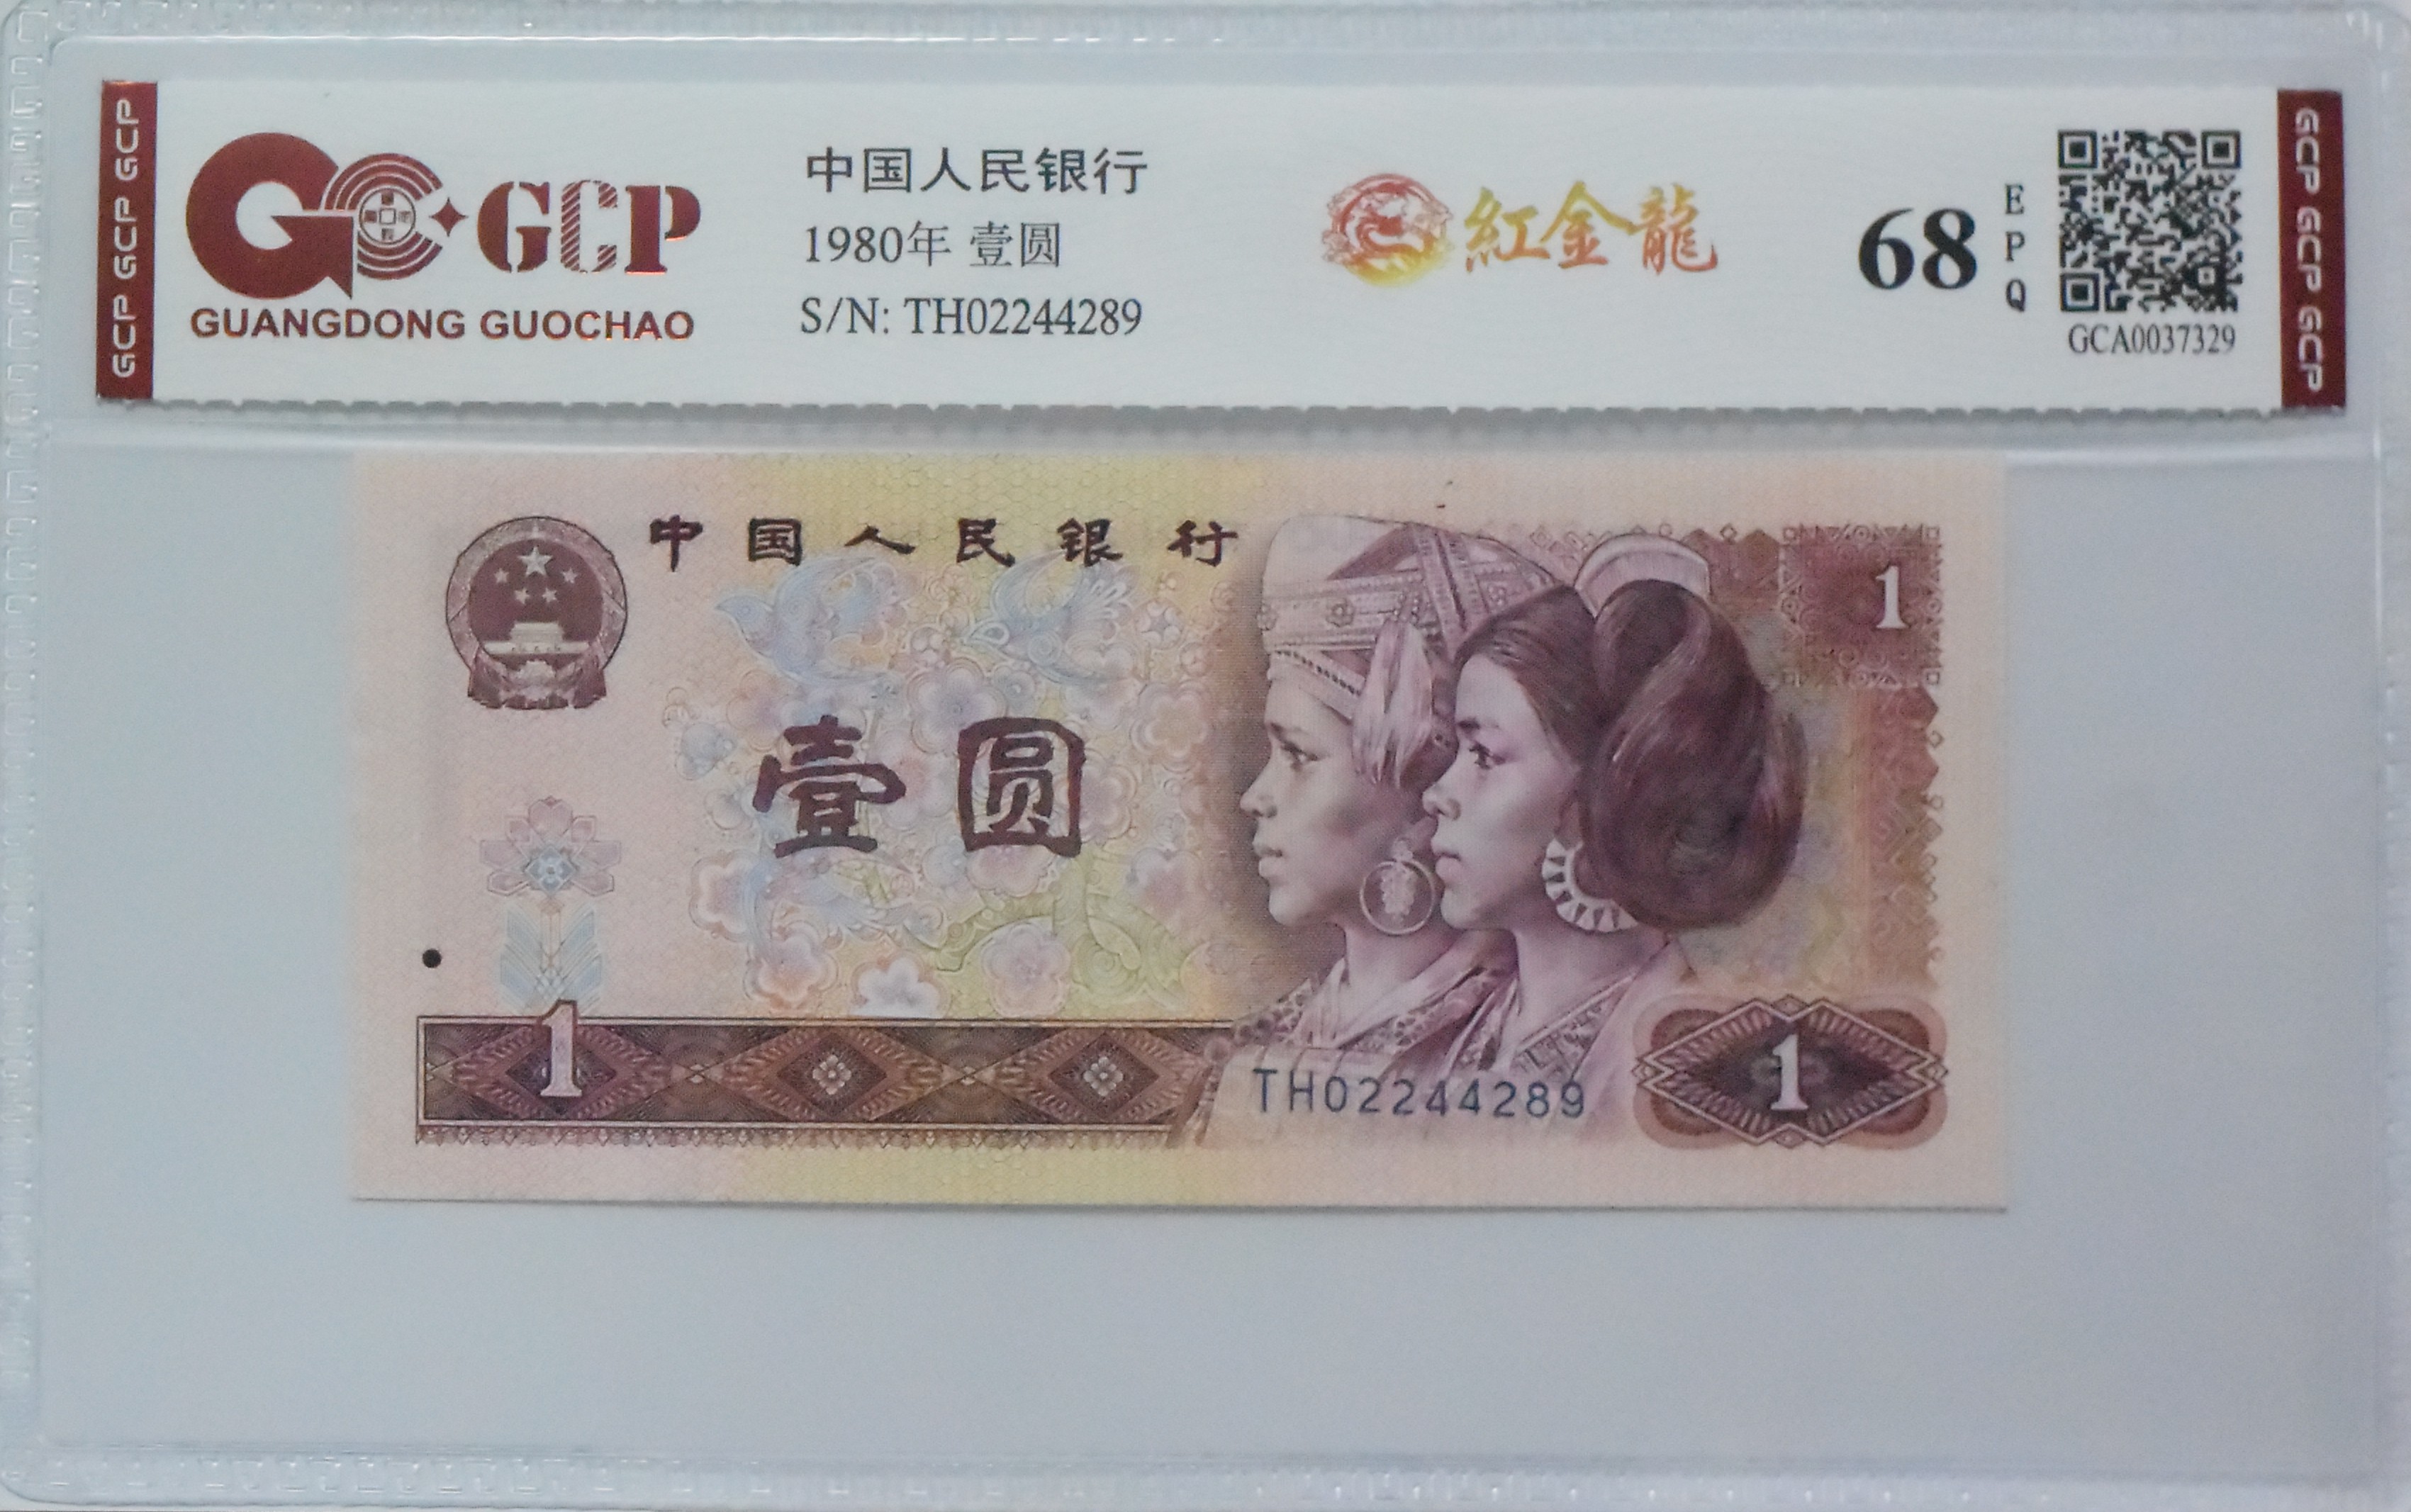 GCP GCP GCP
GCP
GUANGDONG GUOCHAO
中国人民银行
1980年 壹圆
S/N: TH02244289
紅金龍
68
EPQ
GCA0037329
GCP GCP GCP
中国人民银行
1
壹圆
1
TH02244289
1